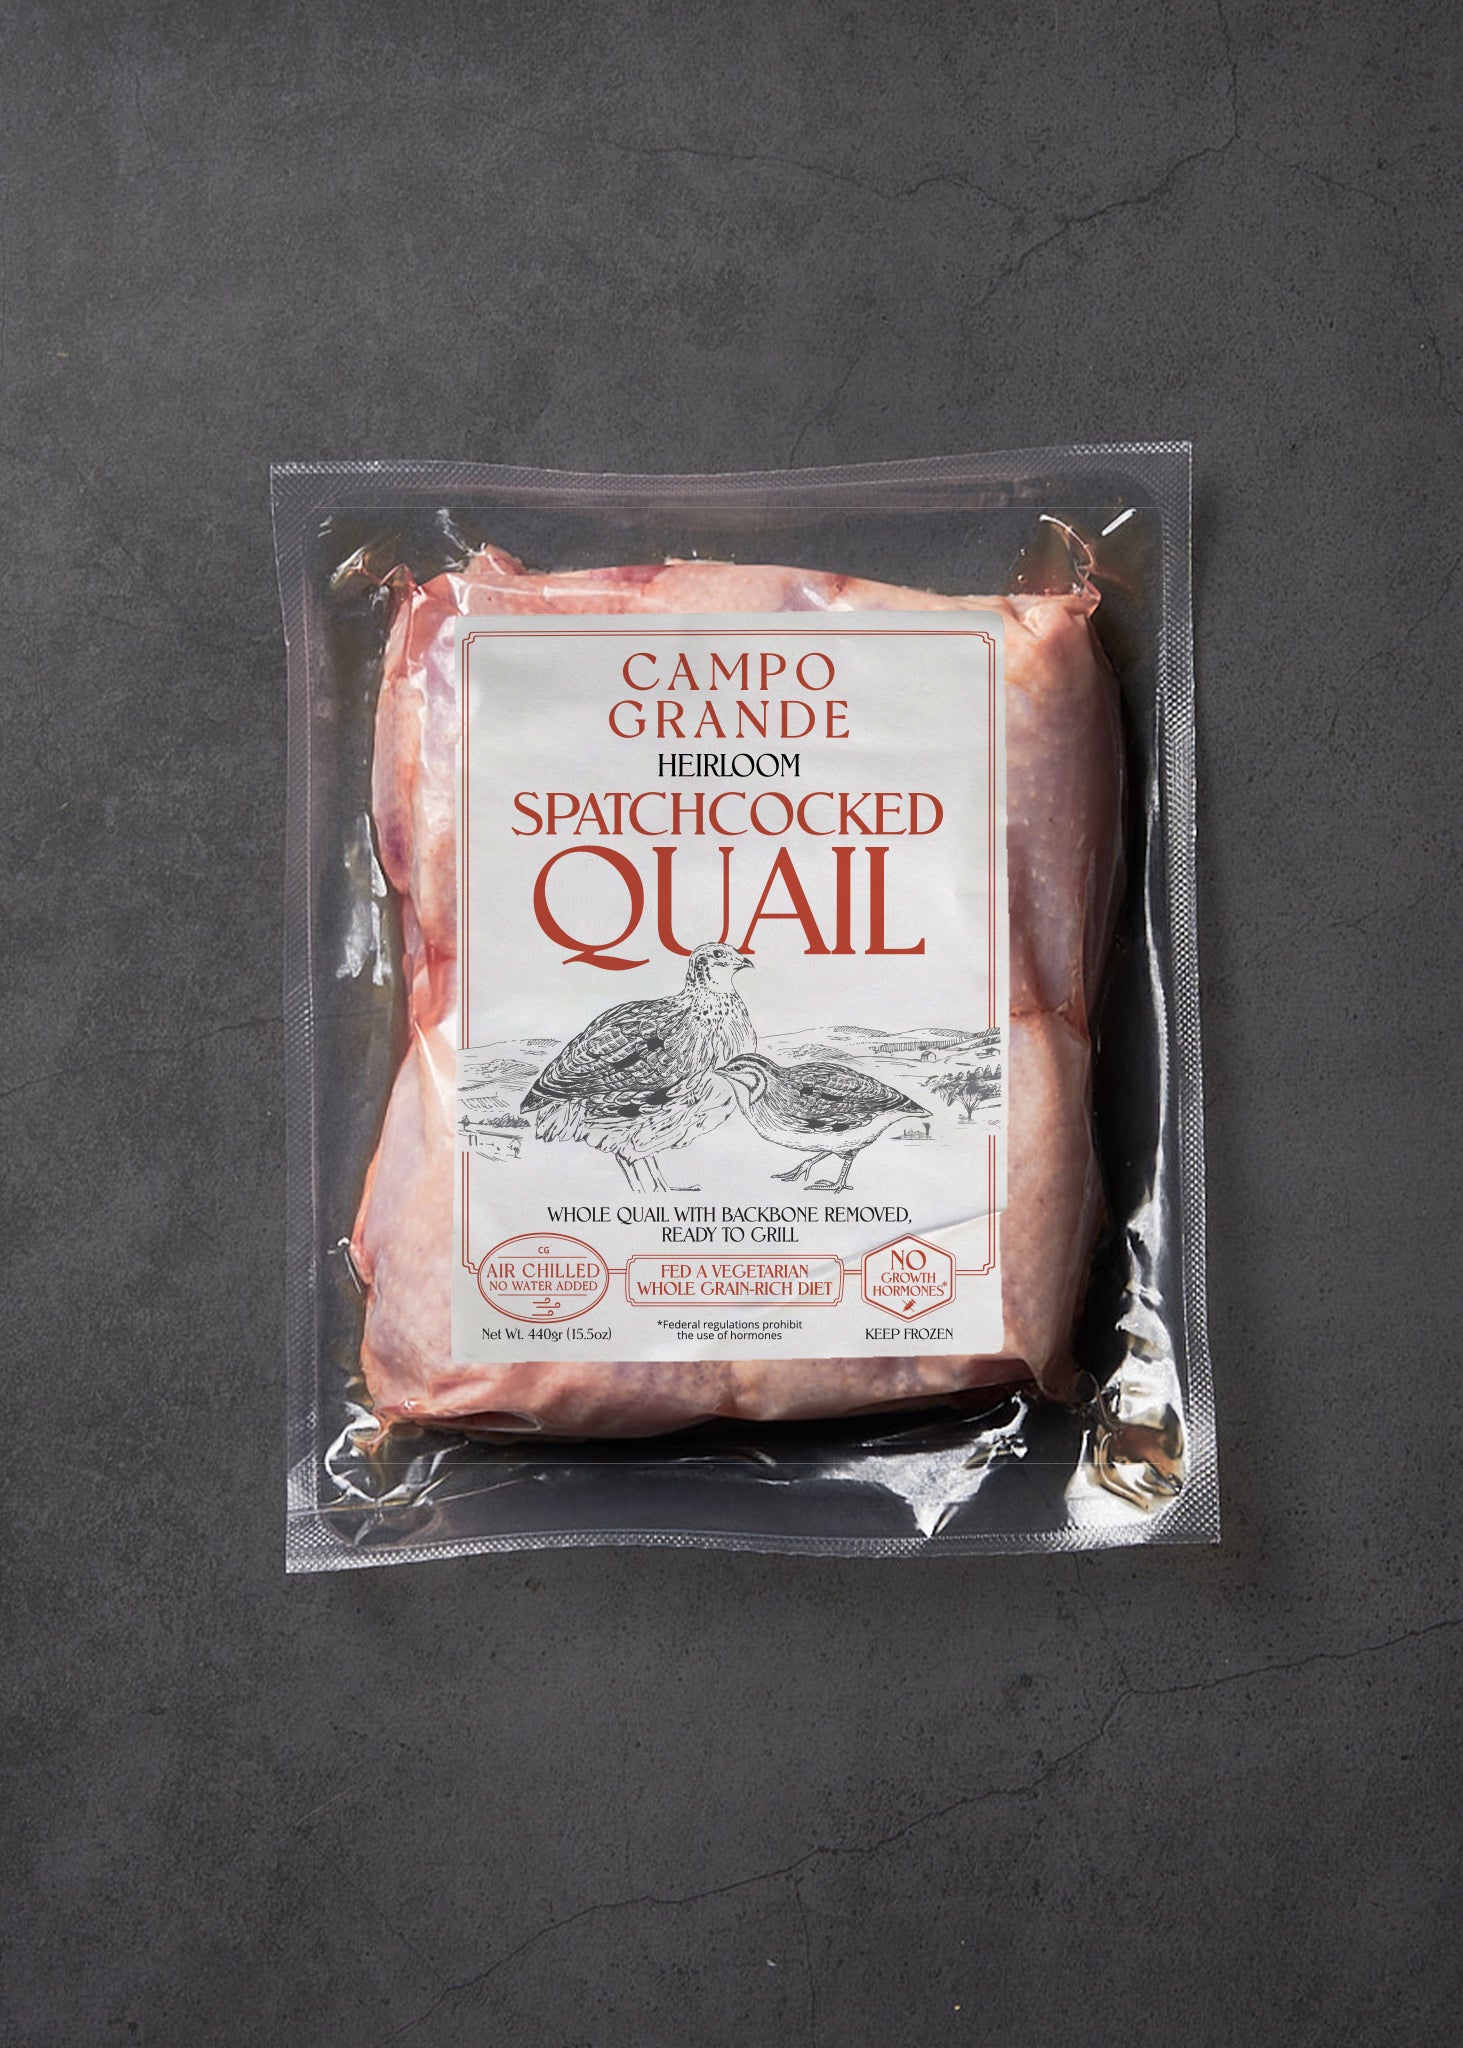 CAMPO
GRANDE
HEIRLOOM
SPATCHCOCKED
QUAIL
WHOLE QUAIL WITH BACKBONE REMOVED,
READY TO GRILL
CG
AIR CHILLED
NO WATER ADDED
FED A VEGETARIAN
WHOLE GRAIN-RICH DIET
NO
GROWTH
HORMONES*
Net Wt. 440gr (15.5oz)
*Federal regulations prohibit
the use of hormones
KEEP FROZEN